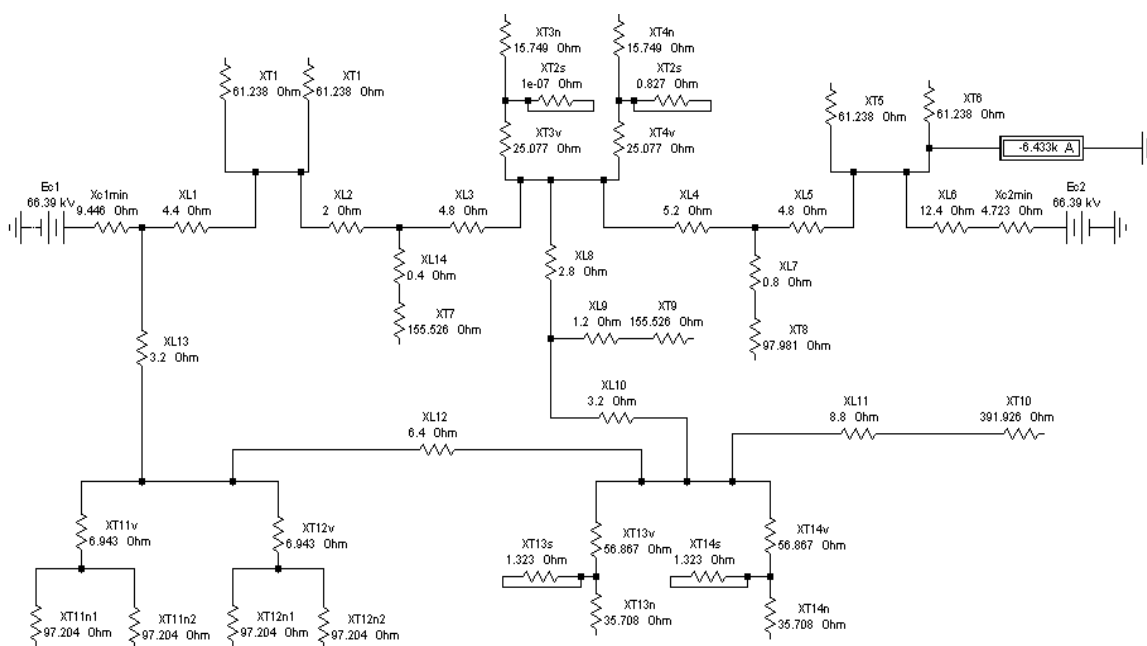 XT3n
15.749 Ohm
XT4n
15.749 Ohm
XT2s
1e-07 Ohm
XT2s
0.827 Ohm
XT1
61.238 Ohm
XT1
61.238 Ohm
XT3v
25.077 Ohm
XT4v
25.077 Ohm
XT5
61.238 Ohm
XT6
61.238 Ohm
-6.433k A
Ec1
66.39 kV
Xc1min
9.446 Ohm
XL1
4.4 Ohm
XL2
2 Ohm
XL3
4.8 Ohm
XL4
5.2 Ohm
XL5
4.8 Ohm
XL6
12.4 Ohm
Xc2min
4.723 Ohm
Ec2
66.39 kV
XL14
0.4 Ohm
XL8
2.8 Ohm
XL7
0.8 Ohm
XT7
155.526 Ohm
XL9
1.2 Ohm
XT9
155.526 Ohm
XT8
97.981 Ohm
XL13
3.2 Ohm
XL10
3.2 Ohm
XL11
8.8 Ohm
XT10
391.926 Ohm
XL12
6.4 Ohm
XT11v
6.943 Ohm
XT12v
6.943 Ohm
XT13v
56.867 Ohm
XT14v
56.867 Ohm
XT13s
1.323 Ohm
XT14s
1.323 Ohm
XT11n1
97.204 Ohm
XT11n2
97.204 Ohm
XT12n1
97.204 Ohm
XT12n2
97.204 Ohm
XT13n
35.708 Ohm
XT14n
35.708 Ohm